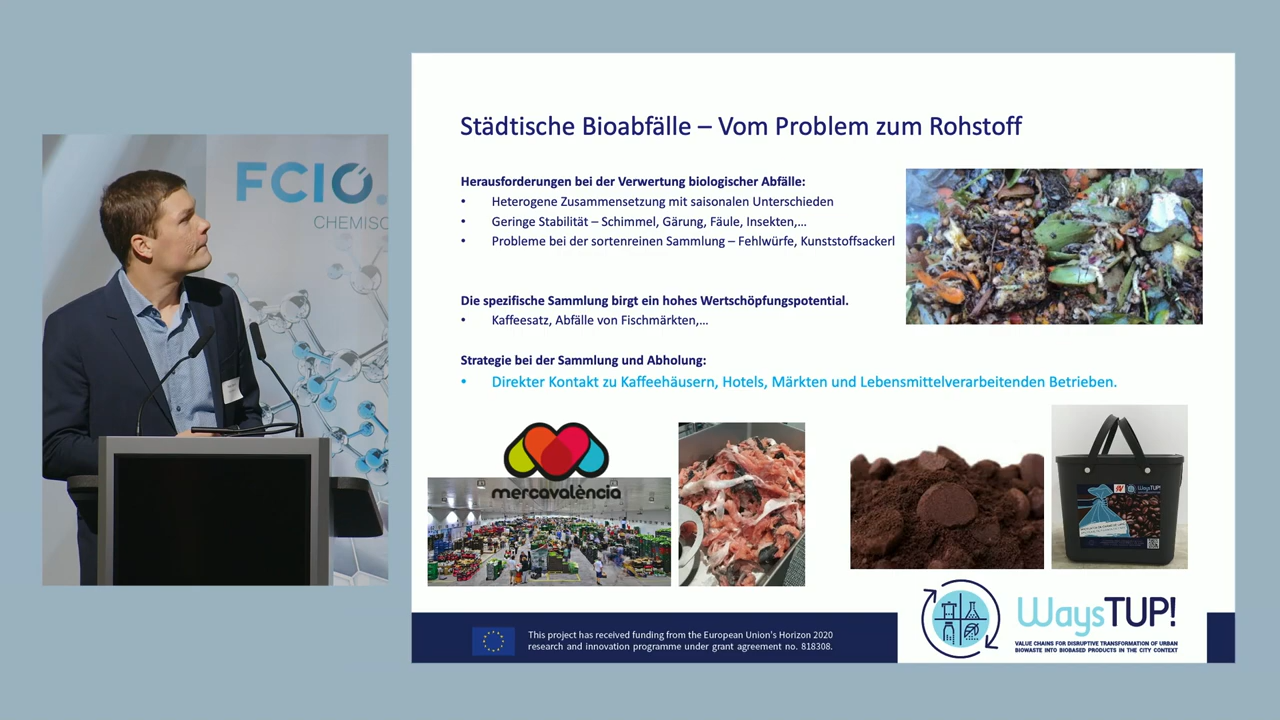 FCIO.
CHEMISC
Städtische Bioabfälle – Vom Problem zum Rohstoff
Herausforderungen bei der Verwertung biologischer Abfälle:
• Heterogene Zusammensetzung mit saisonalen Unterschieden
• Geringe Stabilität – Schimmel, Gärung, Fäule, Insekten,...
• Probleme bei der sortenreinen Sammlung – Fehlwürfe, Kunststoffsackerl
Die spezifische Sammlung birgt ein hohes Wertschöpfungspotential.
• Kaffeesatz, Abfälle von Fischmärkten,...
Strategie bei der Sammlung und Abholung:
• Direkter Kontakt zu Kaffeehäusern, Hotels, Märkten und Lebensmittelverarbeitenden Betrieben.
mercavalència
WaysTUP!
This project has received funding from the European Union's Horizon 2020
research and innovation programme under grant agreement no. 818308.
WaysTUP!
VALUE CHAINS FOR DISRUPTIVE TRANSFORMATION OF URBAN
BIOWASTE INTO BIOBASED PRODUCTS IN THE CITY CONTEXT